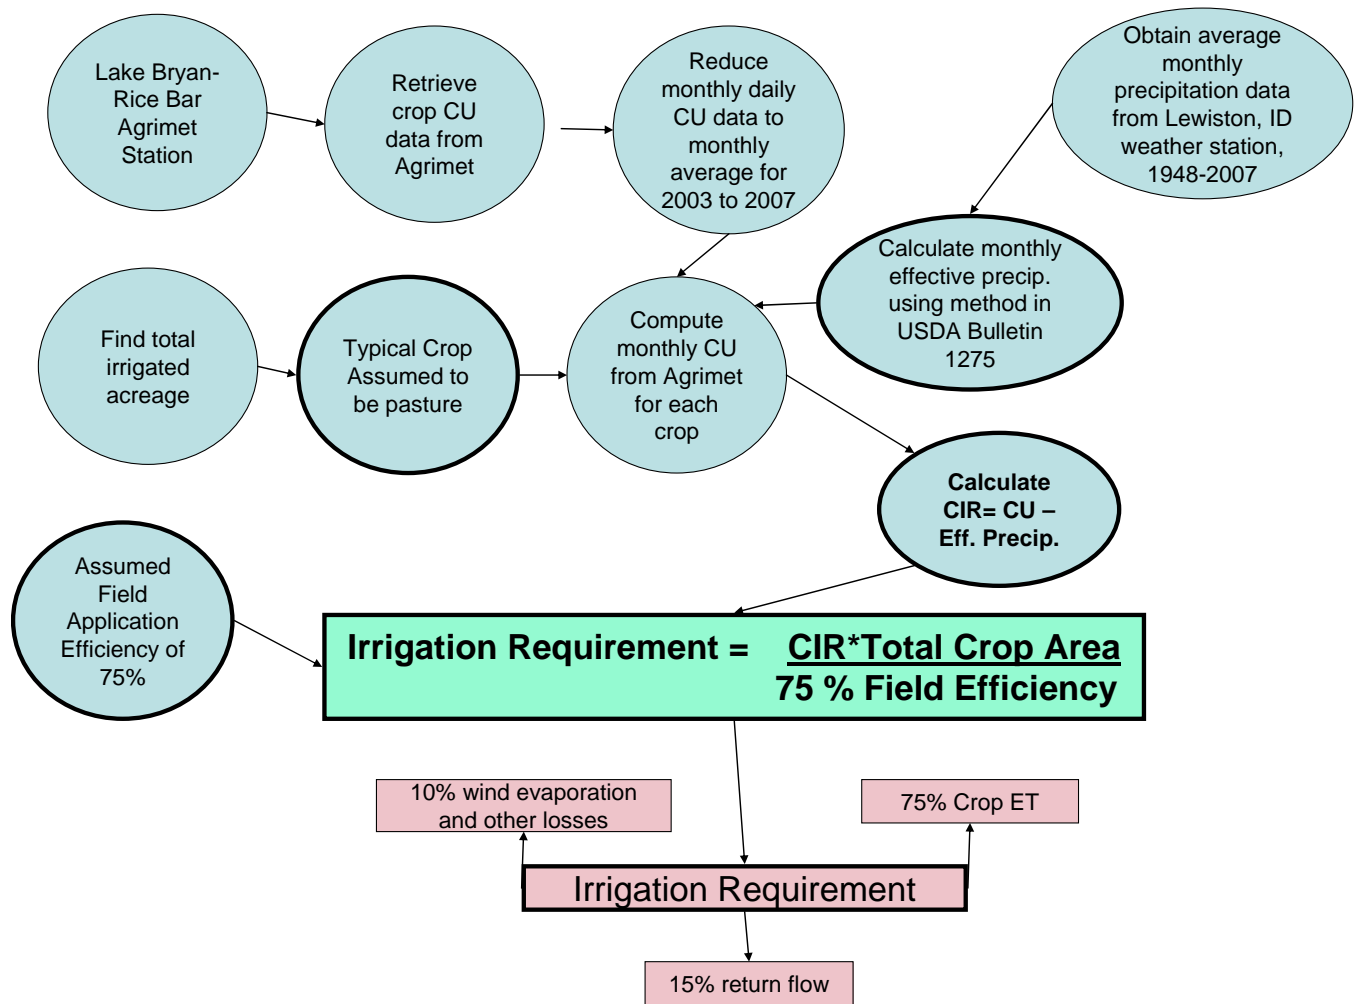 Lake Bryan-
Rice Bar
Agrimet
Station
Retrieve
crop CU
data from
Agrimet
Reduce
monthly daily
CU data to
monthly
average for
2003 to 2007
Obtain average
monthly
precipitation data
from Lewiston, ID
weather station,
1948-2007
Find total
irrigated
acreage
Typical Crop
Assumed to
be pasture
Compute
monthly CU
from Agrimet
for each
crop
Calculate monthly
effective precip.
using method in
USDA Bulletin
1275
Calculate
CIR= CU –
Eff. Precip.
Assumed
Field
Application
Efficiency of
75%
Irrigation Requirement = CIR*Total Crop Area
75 % Field Efficiency
10% wind evaporation
and other losses
75% Crop ET
Irrigation Requirement
15% return flow